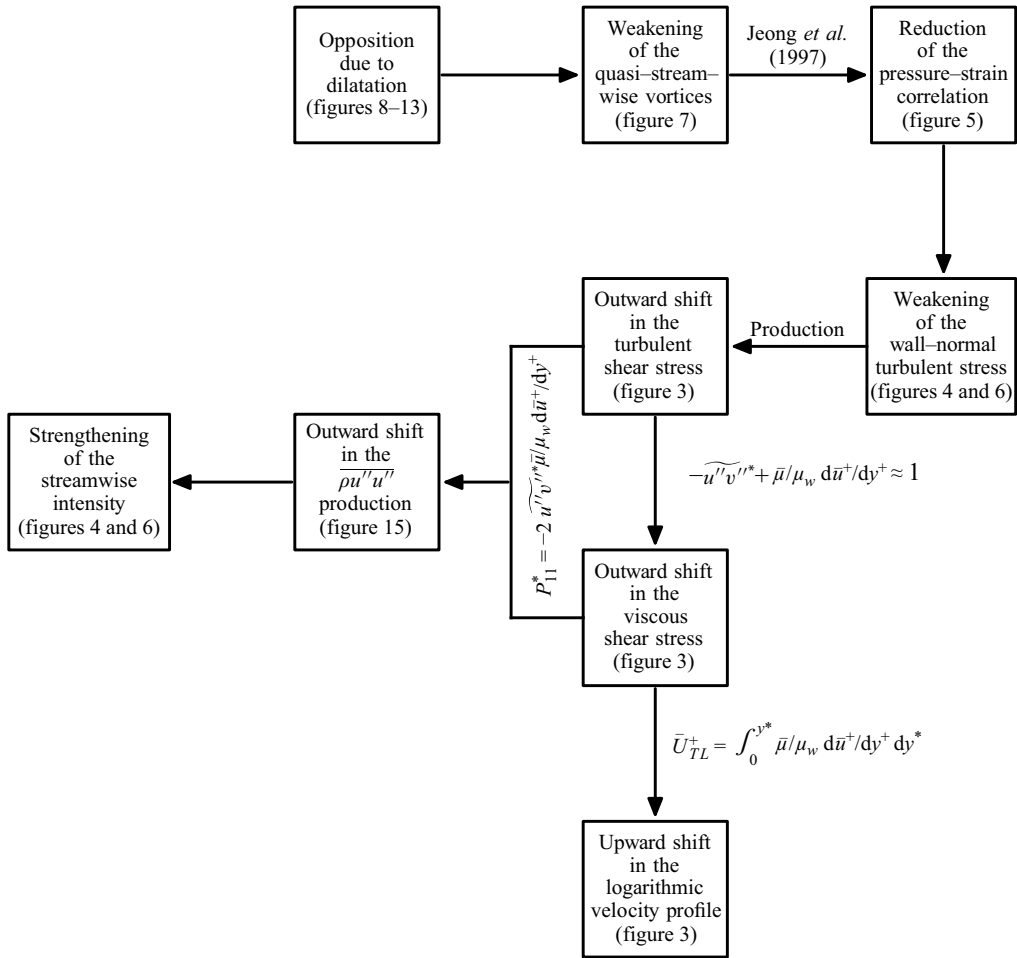 Opposition
due to
dilatation
(figures 8–13)
Weakening
of the
quasi–stream–
wise vortices
(figure 7)
Jeong et al.
(1997)
Reduction
of the
pressure–strain
correlation
(figure 5)
Weakening
of the
wall–normal
turbulent stress
(figures 4 and 6)
Production
Outward shift
in the
turbulent
shear stress
(figure 3)
P*₁₁ = −2 u″v″* μ̄/μ_w dū⁺/dy⁺
Outward shift
in the
ρu″u″
production
(figure 15)
Strengthening
of the
streamwise
intensity
(figures 4 and 6)
−u″v″* + μ̄/μ_w dū⁺/dy⁺ ≈ 1
Outward shift
in the
viscous
shear stress
(figure 3)
Ū⁺_TL = ∫₀^y* μ̄/μ_w dū⁺/dy⁺ dy*
Upward shift
in the
logarithmic
velocity profile
(figure 3)